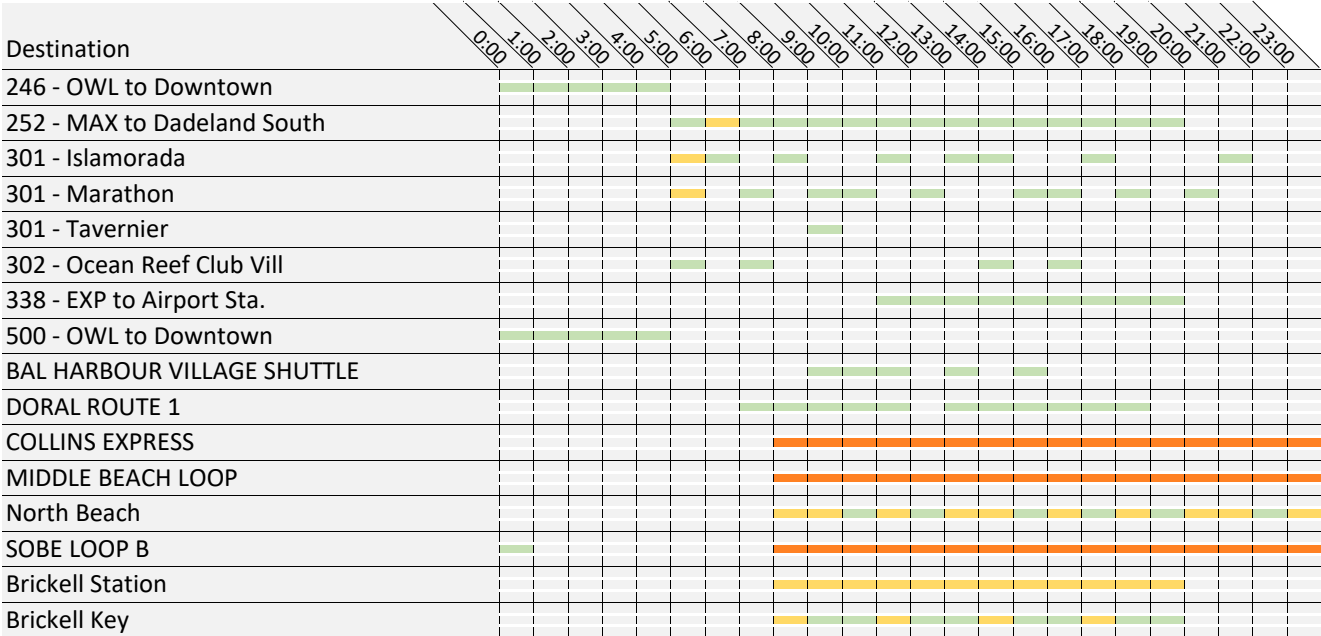 Destination 0:00 1:00 2:00 3:00 4:00 5:00 6:00 7:00 8:00 9:00 10:00 11:00 12:00 13:00 14:00 15:00 16:00 17:00 18:00 19:00 20:00 21:00 22:00 23:00
246 - OWL to Downtown
252 - MAX to Dadeland South
301 - Islamorada
301 - Marathon
301 - Tavernier
302 - Ocean Reef Club Vill
338 - EXP to Airport Sta.
500 - OWL to Downtown
BAL HARBOUR VILLAGE SHUTTLE
DORAL ROUTE 1
COLLINS EXPRESS
MIDDLE BEACH LOOP
North Beach
SOBE LOOP B
Brickell Station
Brickell Key